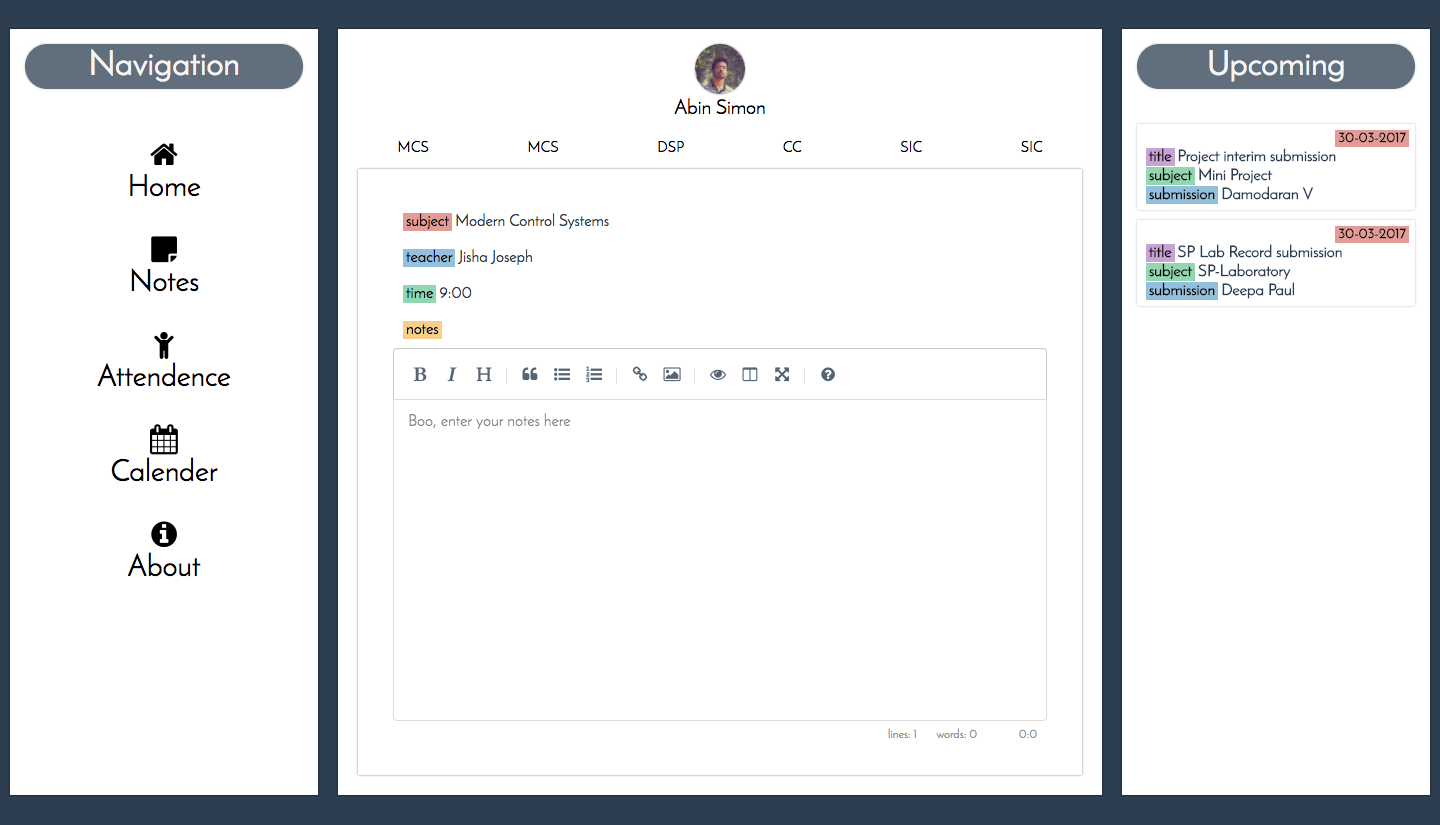 Navigation
Home
Notes
Attendence
Calender
About
Abin Simon
MCS MCS DSP CC SIC SIC
subject Modern Control Systems
teacher Jisha Joseph
time 9:00
notes
B I H
Boo, enter your notes here
lines: 1 words: 0 0:0
Upcoming
30-03-2017
title Project interim submission
subject Mini Project
submission Damodaran V
30-03-2017
title SP Lab Record submission
subject SP-Laboratory
submission Deepa Paul